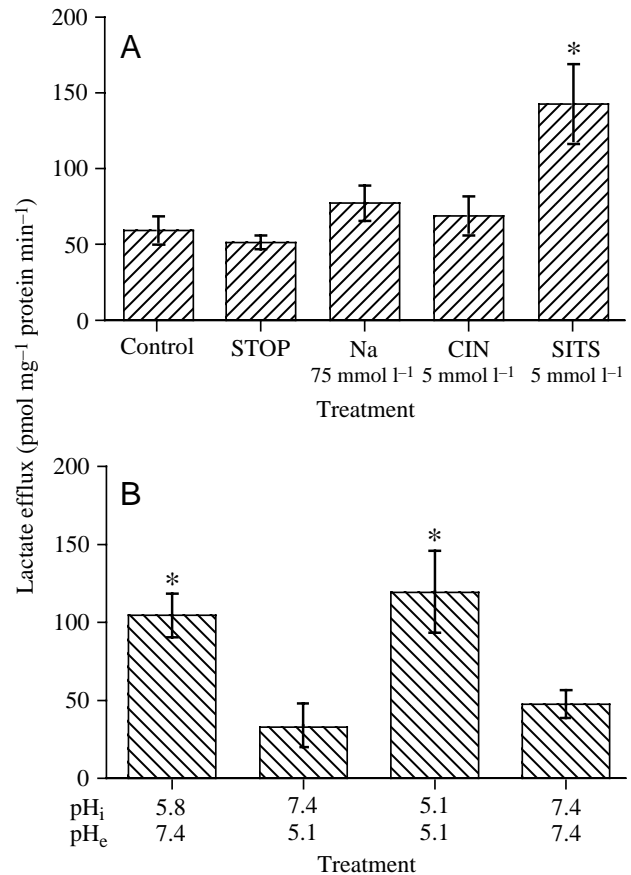 Lactate efflux (pmol mg⁻¹ protein min⁻¹)
200
A
*
150
100
50
0
Control STOP Na CIN SITS
75 mmol l⁻¹ 5 mmol l⁻¹ 5 mmol l⁻¹
Treatment
200
B
*
*
150
100
50
0
pHᵢ 5.8 7.4 5.1 7.4
pHₑ 7.4 5.1 5.1 7.4
Treatment